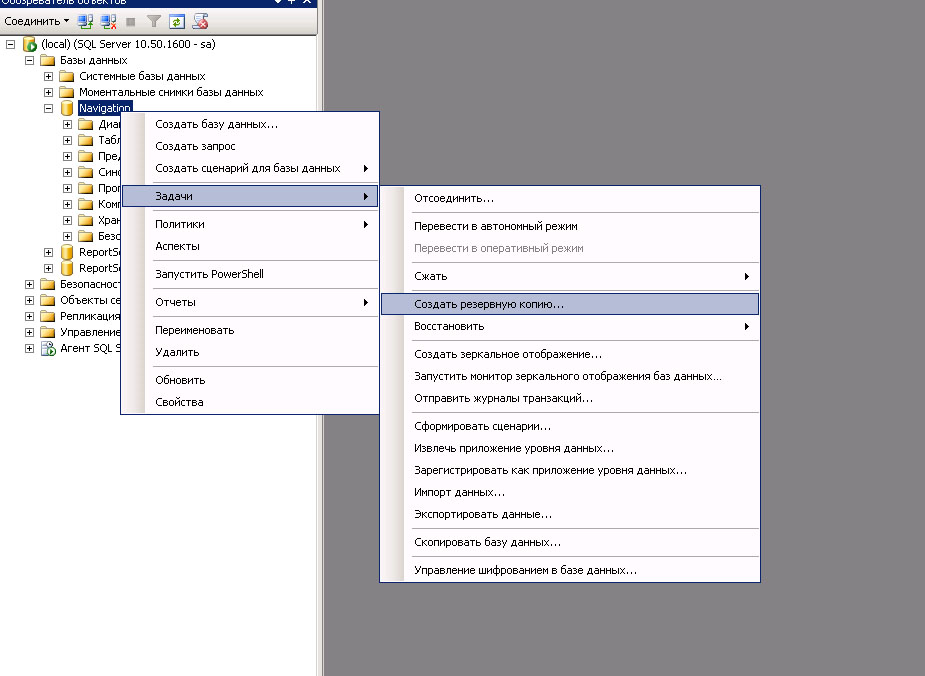 Обозреватель объектов
Соединить
(local) (SQL Server 10.50.1600 - sa)
Базы данных
Системные базы данных
Моментальные снимки базы данных
Navigation
Диа
Табл
Пред
Сино
Прог
Комп
Хран
Безо
ReportSe
ReportSe
Безопасност
Объекты се
Репликация
Управление
Агент SQL S
Создать базу данных...
Создать запрос
Создать сценарий для базы данных
Задачи
Политики
Аспекты
Запустить PowerShell
Отчеты
Переименовать
Удалить
Обновить
Свойства
Отсоединить...
Перевести в автономный режим
Перевести в оперативный режим
Сжать
Создать резервную копию...
Восстановить
Создать зеркальное отображение...
Запустить монитор зеркального отображения баз данных...
Отправить журналы транзакций...
Сформировать сценарии...
Извлечь приложение уровня данных...
Зарегистрировать как приложение уровня данных...
Импорт данных...
Экспортировать данные...
Скопировать базу данных...
Управление шифрованием в базе данных...